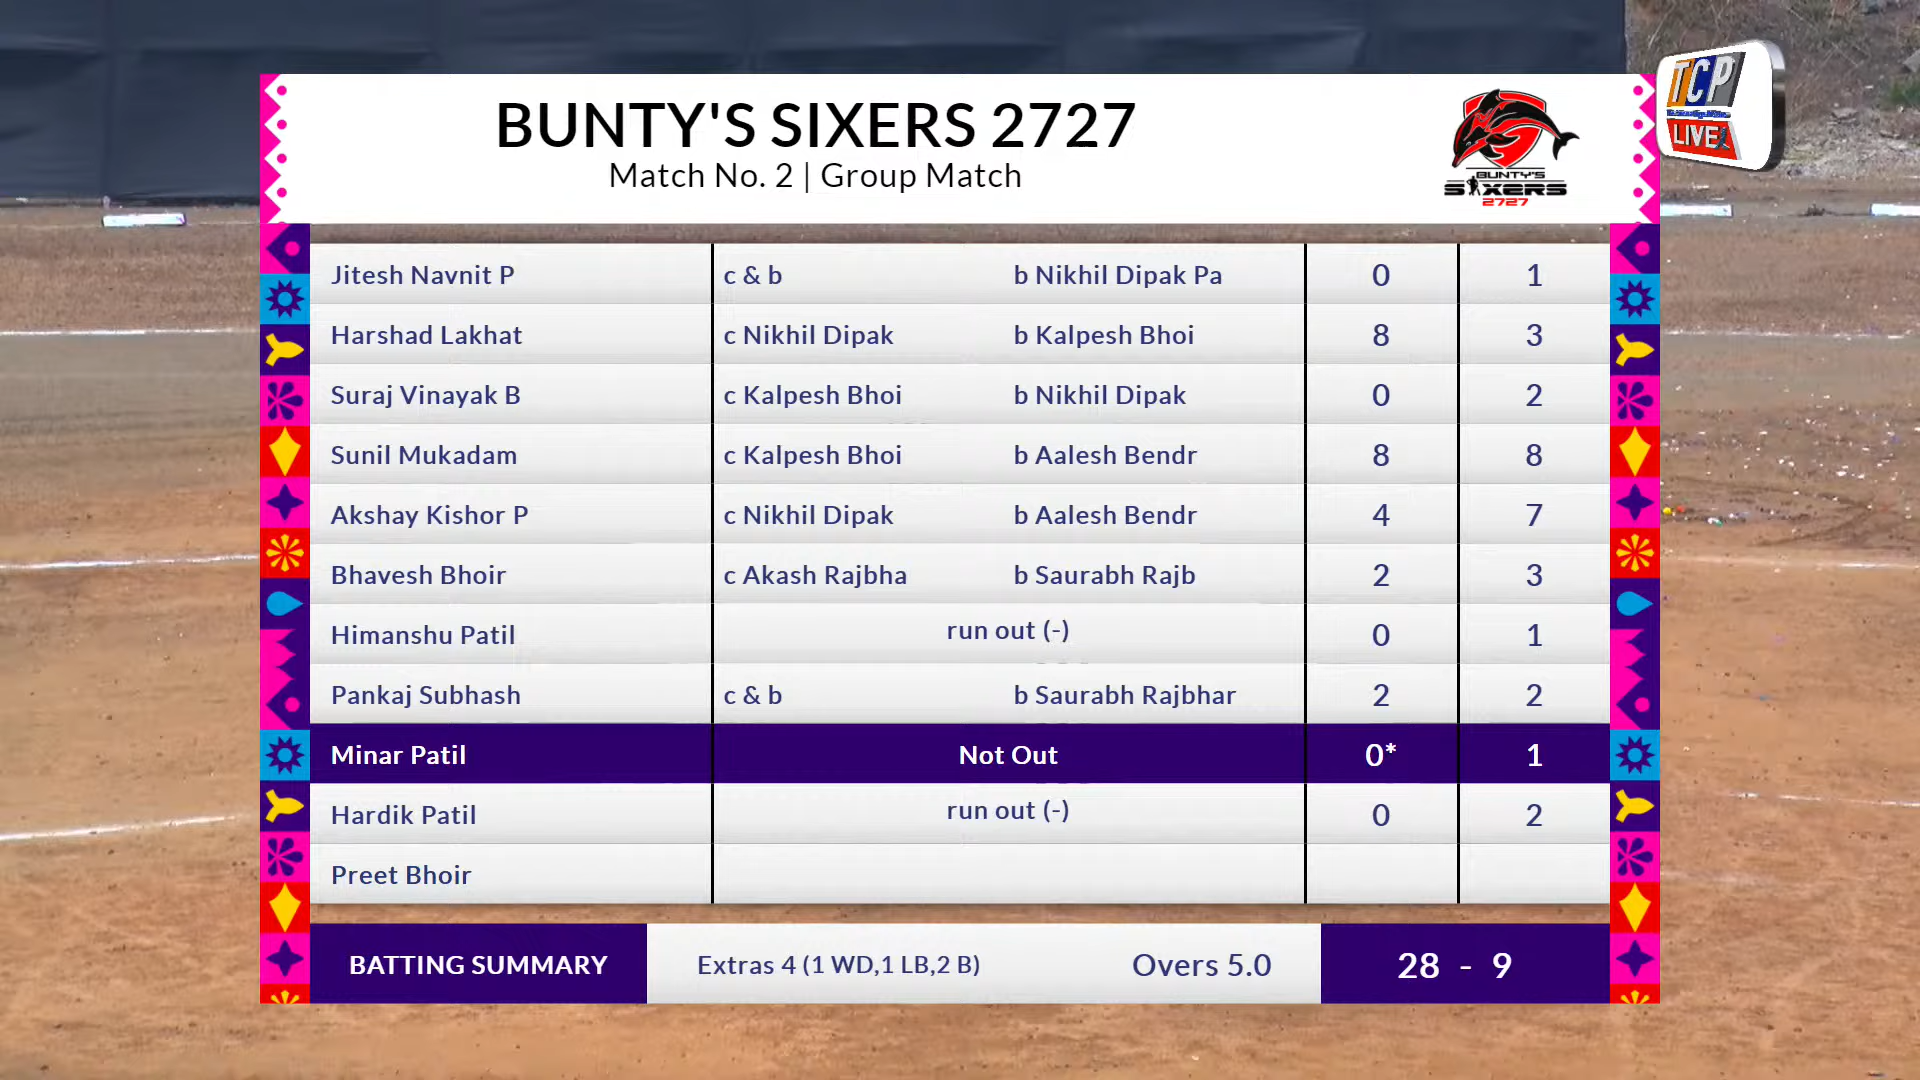 BUNTY'S SIXERS 2727
Match No. 2 | Group Match
BUNTY'S
SIXERS
2727
TCP
LIVE
Jitesh Navnit P c & b b Nikhil Dipak Pa 0 1
Harshad Lakhat c Nikhil Dipak b Kalpesh Bhoi 8 3
Suraj Vinayak B c Kalpesh Bhoi b Nikhil Dipak 0 2
Sunil Mukadam c Kalpesh Bhoi b Aalesh Bendr 8 8
Akshay Kishor P c Nikhil Dipak b Aalesh Bendr 4 7
Bhavesh Bhoir c Akash Rajbha b Saurabh Rajb 2 3
Himanshu Patil run out (-) 0 1
Pankaj Subhash c & b b Saurabh Rajbhar 2 2
Minar Patil Not Out 0* 1
Hardik Patil run out (-) 0 2
Preet Bhoir
BATTING SUMMARY Extras 4 (1 WD,1 LB,2 B) Overs 5.0 28 - 9